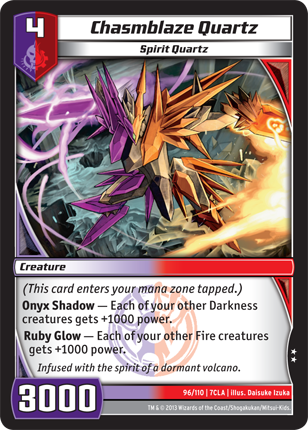 4
Chasmblaze Quartz
Spirit Quartz
Creature
(This card enters your mana zone tapped.)
Onyx Shadow — Each of your other Darkness
creatures gets +1000 power.
Ruby Glow — Each of your other Fire creatures
gets +1000 power.
Infused with the spirit of a dormant volcano.
3000
96/110 | 7CLA | illus. Daisuke Izuka
TM & © 2013 Wizards of the Coast/Shogakukan/Mitsui-Kids.